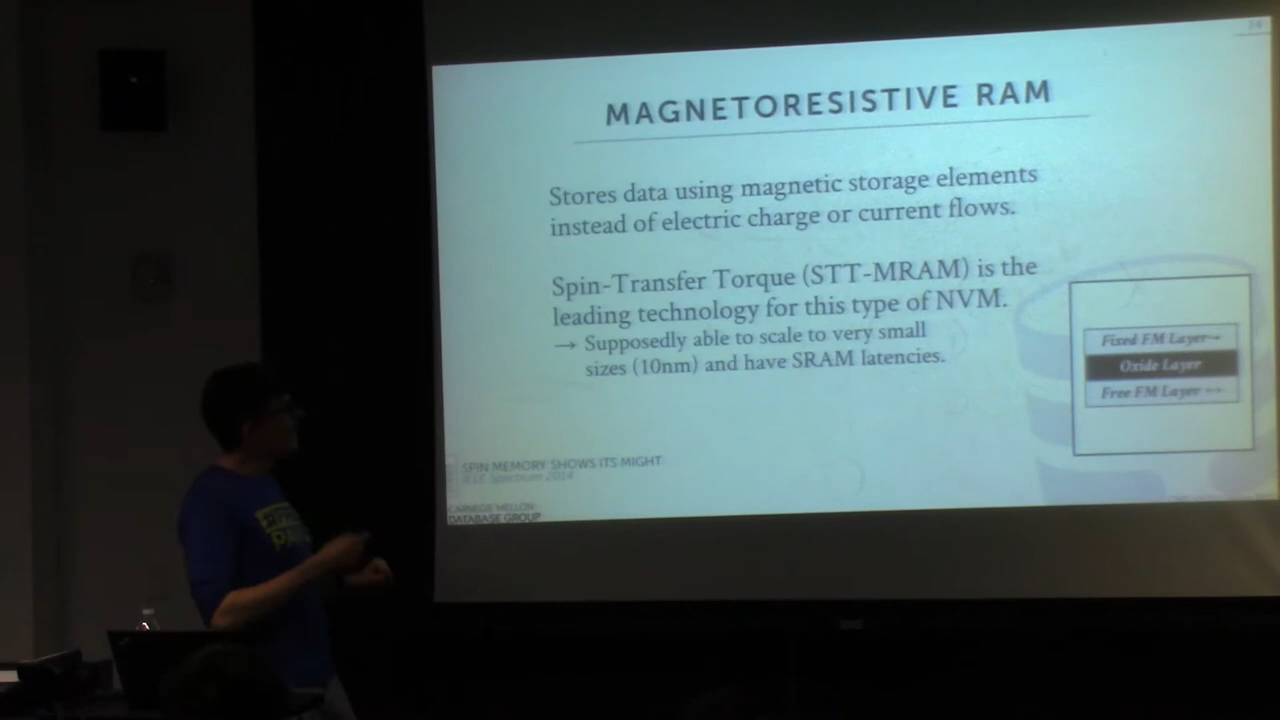 MAGNETORESISTIVE RAM
Stores data using magnetic storage elements
instead of electric charge or current flows.
Spin-Transfer Torque (STT-MRAM) is the
leading technology for this type of NVM.
→ Supposedly able to scale to very small
sizes (10nm) and have SRAM latencies.
Fixed FM Layer→
Oxide Layer
Free FM Layer ↔
SPIN MEMORY SHOWS ITS MIGHT
IEEE Spectrum 2014
CARNEGIE MELLON
DATABASE GROUP